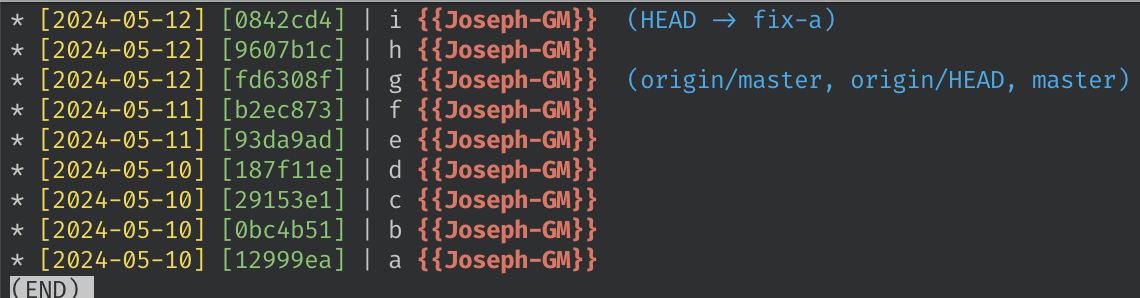 * [2024-05-12] [0842cd4] | i {{Joseph-GM}}  (HEAD -> fix-a)
* [2024-05-12] [9607b1c] | h {{Joseph-GM}}
* [2024-05-12] [fd6308f] | g {{Joseph-GM}}  (origin/master, origin/HEAD, master)
* [2024-05-11] [b2ec873] | f {{Joseph-GM}}
* [2024-05-11] [93da9ad] | e {{Joseph-GM}}
* [2024-05-10] [187f11e] | d {{Joseph-GM}}
* [2024-05-10] [29153e1] | c {{Joseph-GM}}
* [2024-05-10] [0bc4b51] | b {{Joseph-GM}}
* [2024-05-10] [12999ea] | a {{Joseph-GM}}
(END)